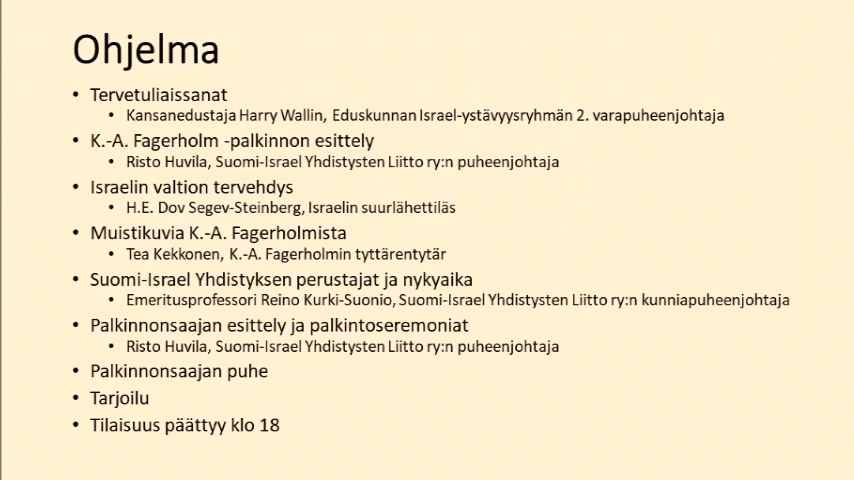 Ohjelma
• Tervetuliaissanat
• Kansanedustaja Harry Wallin, Eduskunnan Israel-ystävyysryhmän 2. varapuheenjohtaja
• K.-A. Fagerholm -palkinnon esittely
• Risto Huvila, Suomi-Israel Yhdistysten Liitto ry:n puheenjohtaja
• Israelin valtion tervehdys
• H.E. Dov Segev-Steinberg, Israelin suurlähettiläs
• Muistikuvia K.-A. Fagerholmista
• Tea Kekkonen, K.-A. Fagerholmin tyttärentytär
• Suomi-Israel Yhdistyksen perustajat ja nykyaika
• Emeritusprofessori Reino Kurki-Suonio, Suomi-Israel Yhdistysten Liitto ry:n kunniapuheenjohtaja
• Palkinnonsaajan esittely ja palkintoseremoniat
• Risto Huvila, Suomi-Israel Yhdistysten Liitto ry:n puheenjohtaja
• Palkinnonsaajan puhe
• Tarjoilu
• Tilaisuus päättyy klo 18